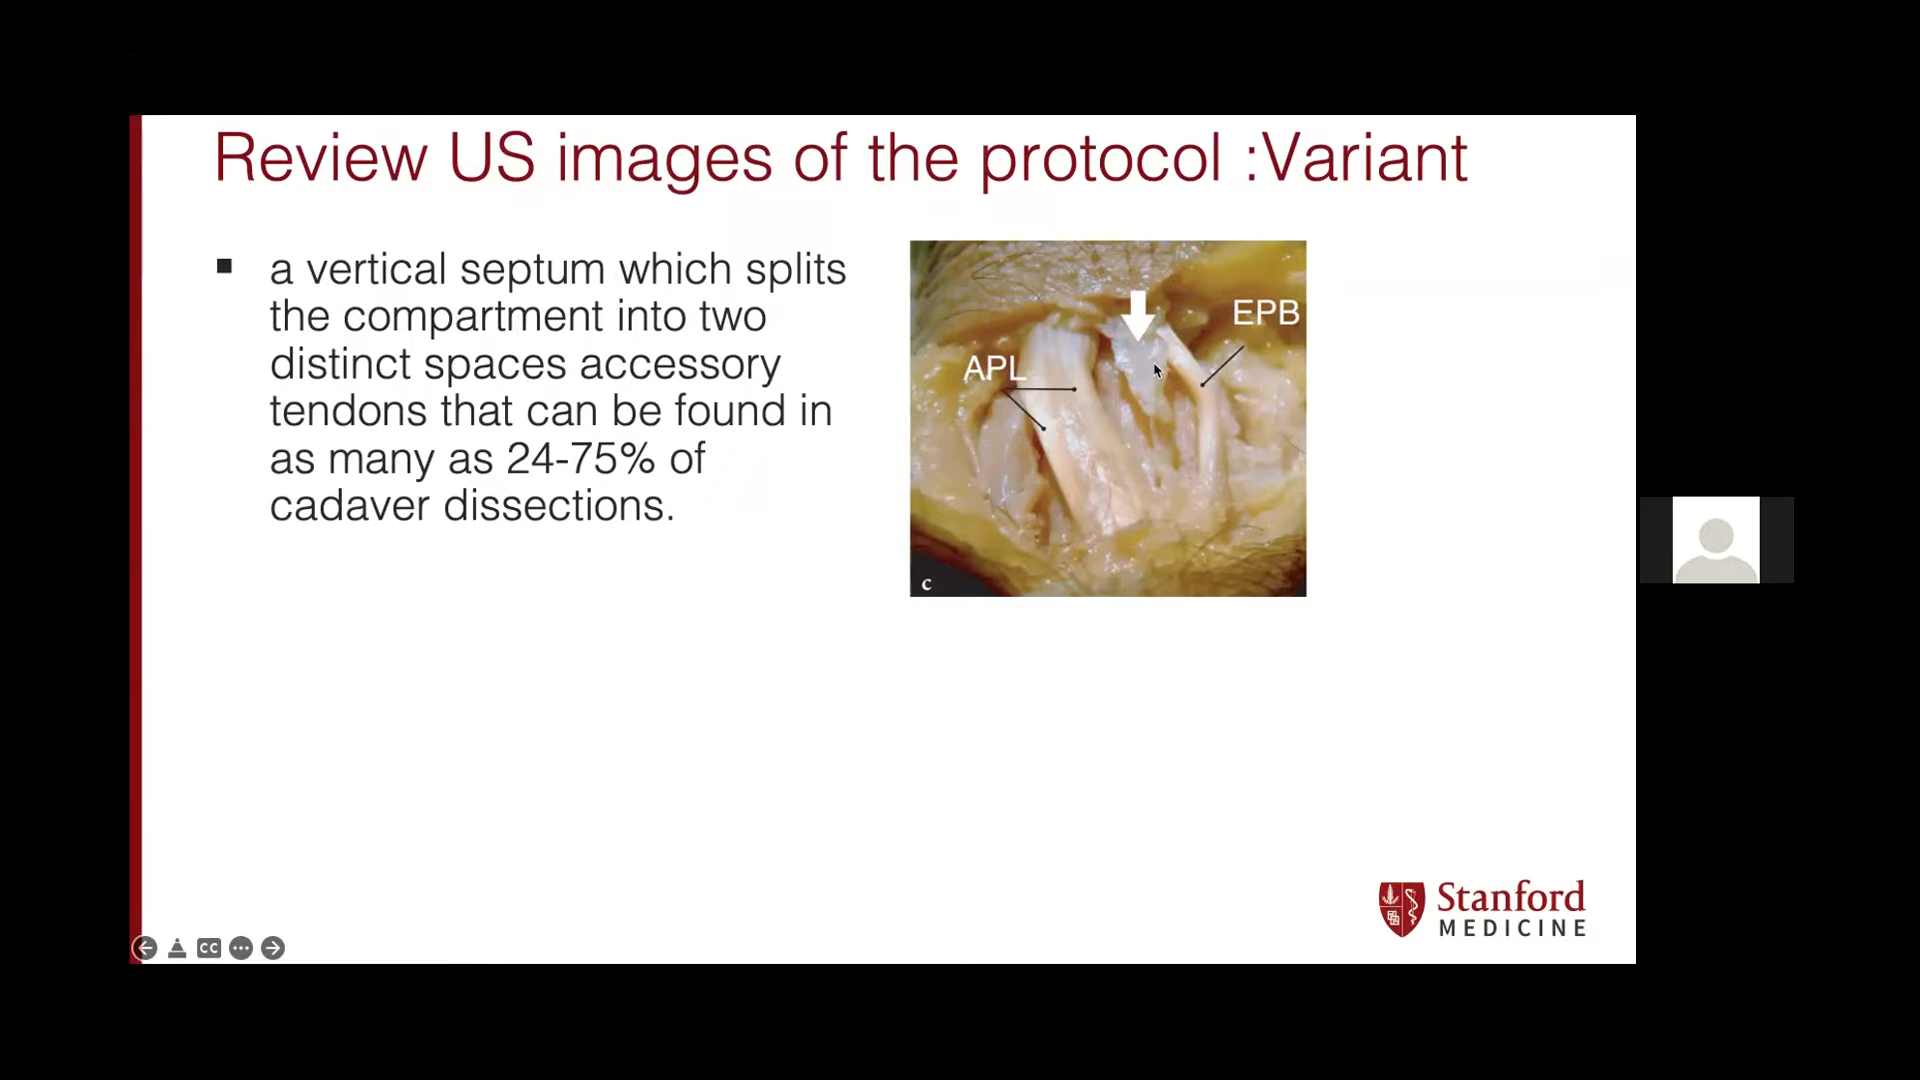 Review US images of the protocol :Variant
a vertical septum which splits
the compartment into two
distinct spaces accessory
tendons that can be found in
as many as 24-75% of
cadaver dissections.
APL
EPB
c
Stanford
MEDICINE
CC